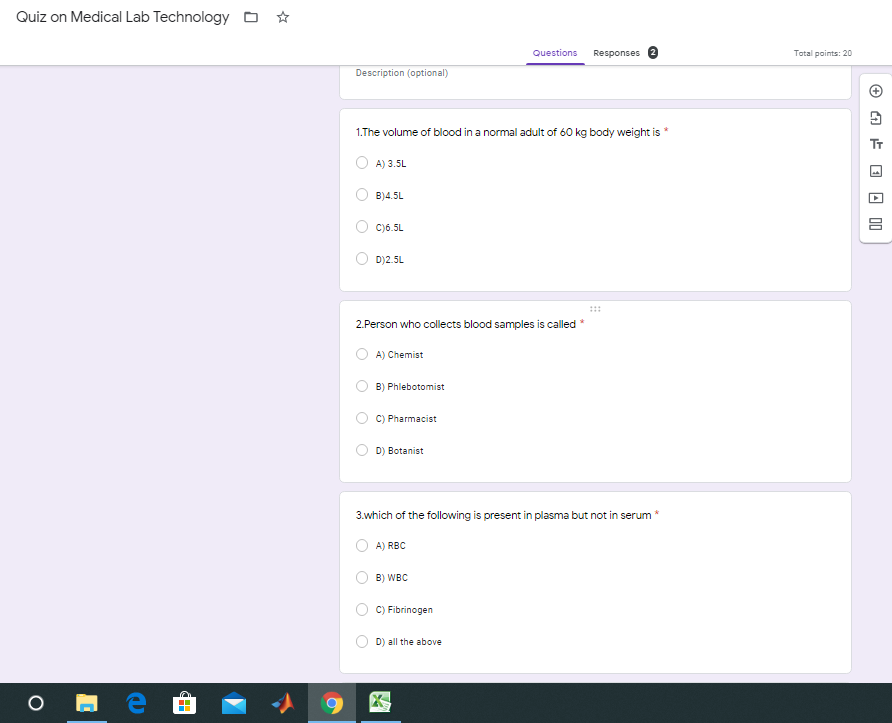 Quiz on Medical Lab Technology
Questions Responses 2 Total points: 20
Description (optional)
1.The volume of blood in a normal adult of 60 kg body weight is *
A) 3.5L
B)4.5L
C)6.5L
D)2.5L
2.Person who collects blood samples is called *
A) Chemist
B) Phlebotomist
C) Pharmacist
D) Botanist
3.which of the following is present in plasma but not in serum *
A) RBC
B) WBC
C) Fibrinogen
D) all the above